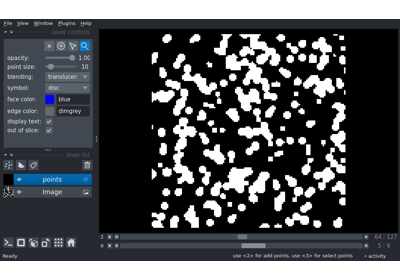 File View Window Plugins Help
layer controls
opacity: 1.00
point size: 10
blending: translucen
symbol: disc
face color: blue
edge color: dimgrey
display text:
out of slice:
layer list
points
Image
2 64 127
0 5 8
Ready use <2> for add points, use <3> for select points activity